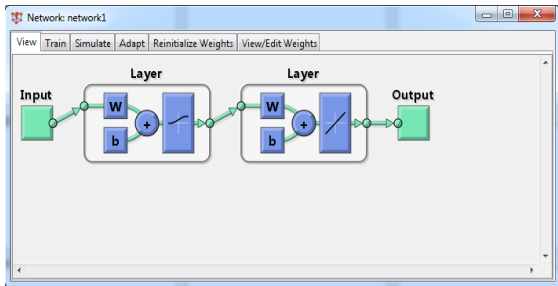 Network: network1
View Train Simulate Adapt Reinitialize Weights View/Edit Weights
Layer Layer
Input Output
W W
+ +
b b